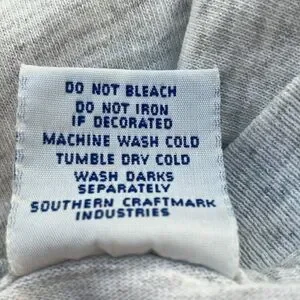 DO NOT BLEACH
DO NOT IRON
IF DECORATED
MACHINE WASH COLD
TUMBLE DRY COLD
WASH DARKS
SEPARATELY
SOUTHERN CRAFTMARK
INDUSTRIES